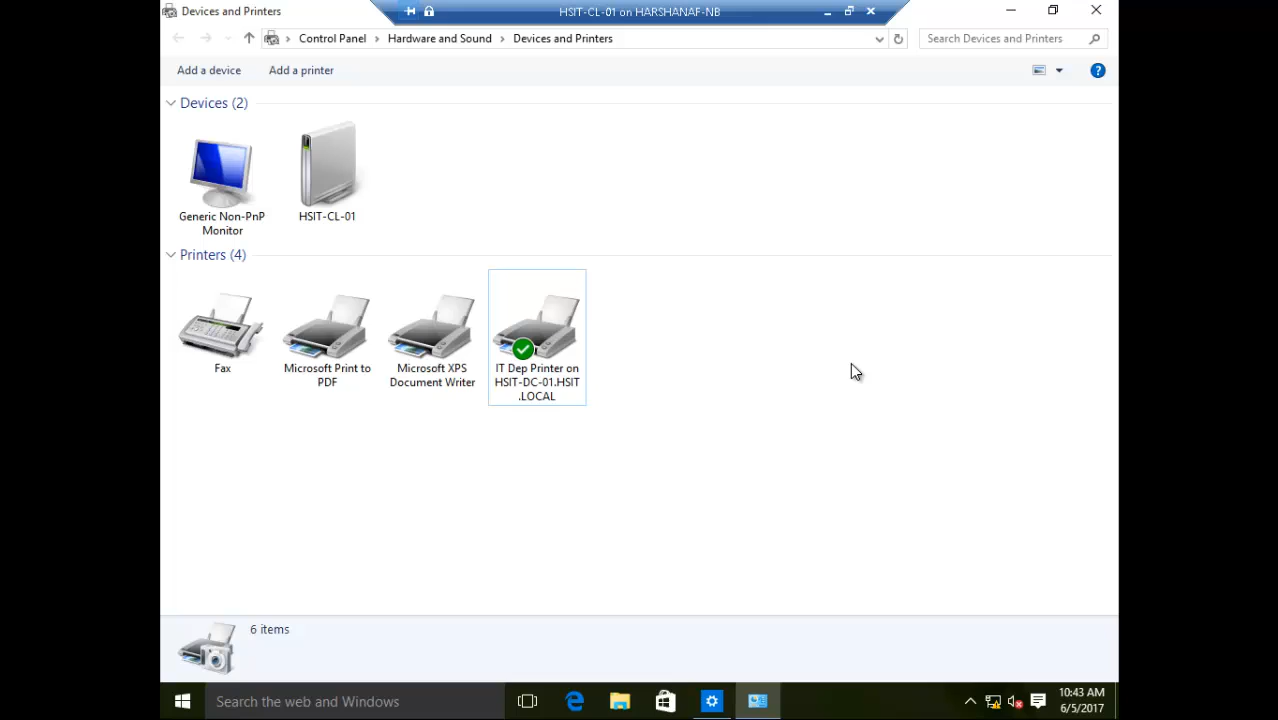 Devices and Printers
HSIT-CL-01 on HARSHANAF-NB
Control Panel > Hardware and Sound > Devices and Printers
Search Devices and Printers
Add a device
Add a printer
Devices (2)
Generic Non-PnP
Monitor
HSIT-CL-01
Printers (4)
Fax
Microsoft Print to
PDF
Microsoft XPS
Document Writer
IT Dep Printer on
HSIT-DC-01.HSIT
.LOCAL
6 items
Search the web and Windows
10:43 AM
6/5/2017